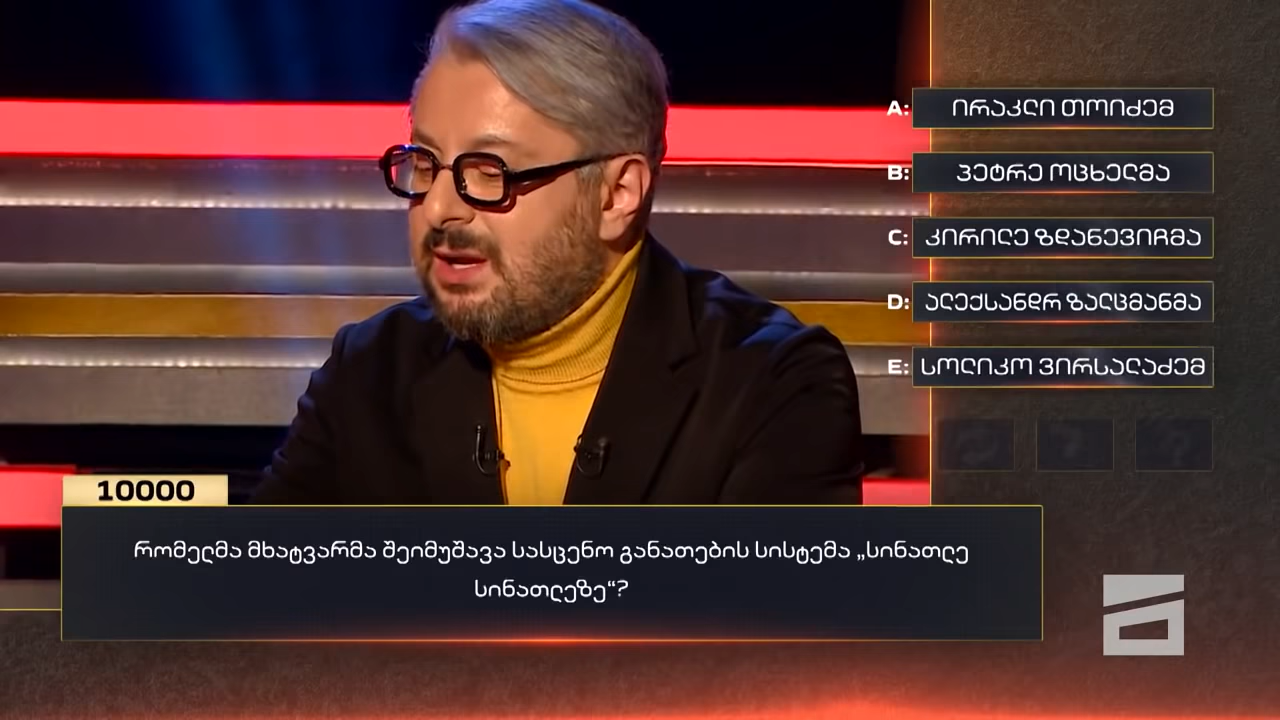 A: ირაკლი თოიძემ
B: პეტრე ოცხელმა
C: კირილე ზდანევიჩმა
D: ალექსანდრ ზალცმანმა
E: სოლიკო ვირსალაძემ
10000
რომელმა მხატვარმა შეიმუშავა სასცენო განათების სისტემა „სინათლე
სინათლეზე“?